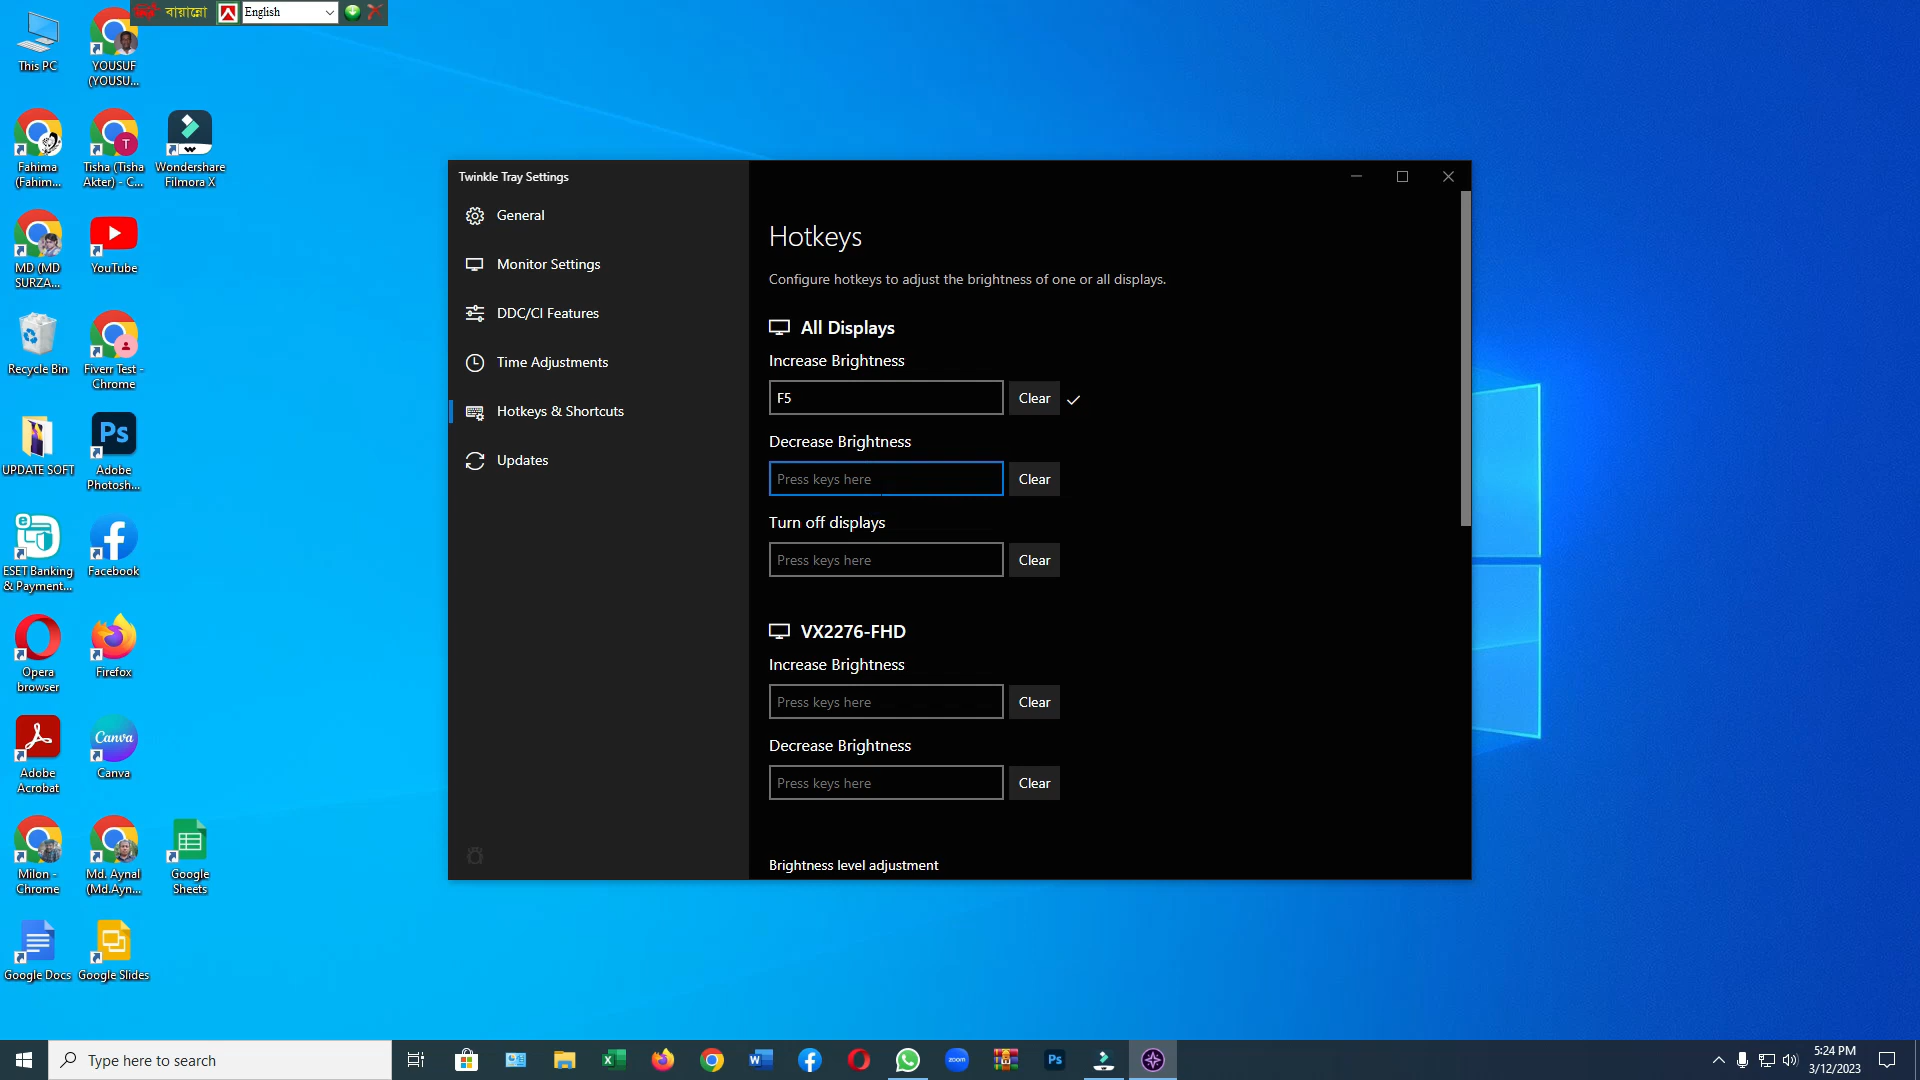 বায়ান্নো
English
This PC
YOUSUF
(YOUSU...
Fahima
(Fahim...
Tisha (Tisha
Akter) - C...
Wondershare
Filmora X
MD (MD
SURZA...
YouTube
Recycle Bin
Fiverr Test -
Chrome
UPDATE SOFT
Ps
Adobe
Photosh...
ESET Banking
& Payment...
Facebook
Opera
browser
Firefox
Adobe
Acrobat
Canva
Canva
Milon -
Chrome
Md. Aynal
(Md.Ayn...
Google
Sheets
Google Docs
Google Slides
Twinkle Tray Settings
General
Monitor Settings
DDC/CI Features
Time Adjustments
Hotkeys & Shortcuts
Updates
Hotkeys
Configure hotkeys to adjust the brightness of one or all displays.
All Displays
Increase Brightness
F5 Clear
Decrease Brightness
Press keys here Clear
Turn off displays
Press keys here Clear
VX2276-FHD
Increase Brightness
Press keys here Clear
Decrease Brightness
Press keys here Clear
Brightness level adjustment
Type here to search
zoom
Ps
5:24 PM
3/12/2023